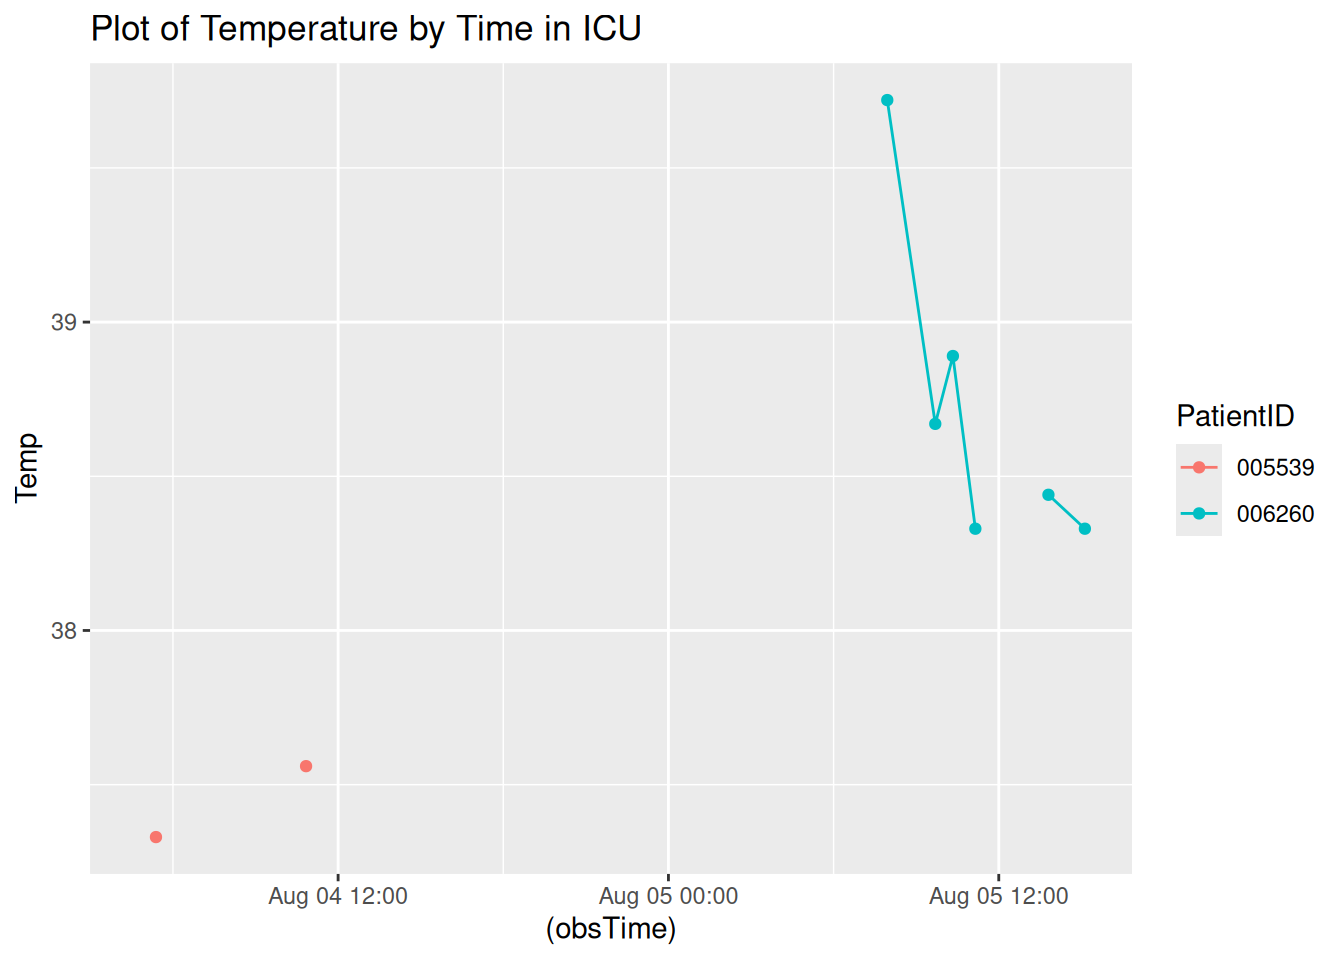 Plot of Temperature by Time in ICU
39
38
Temp
Aug 04 12:00
Aug 05 00:00
Aug 05 12:00
(obsTime)
PatientID
005539
006260